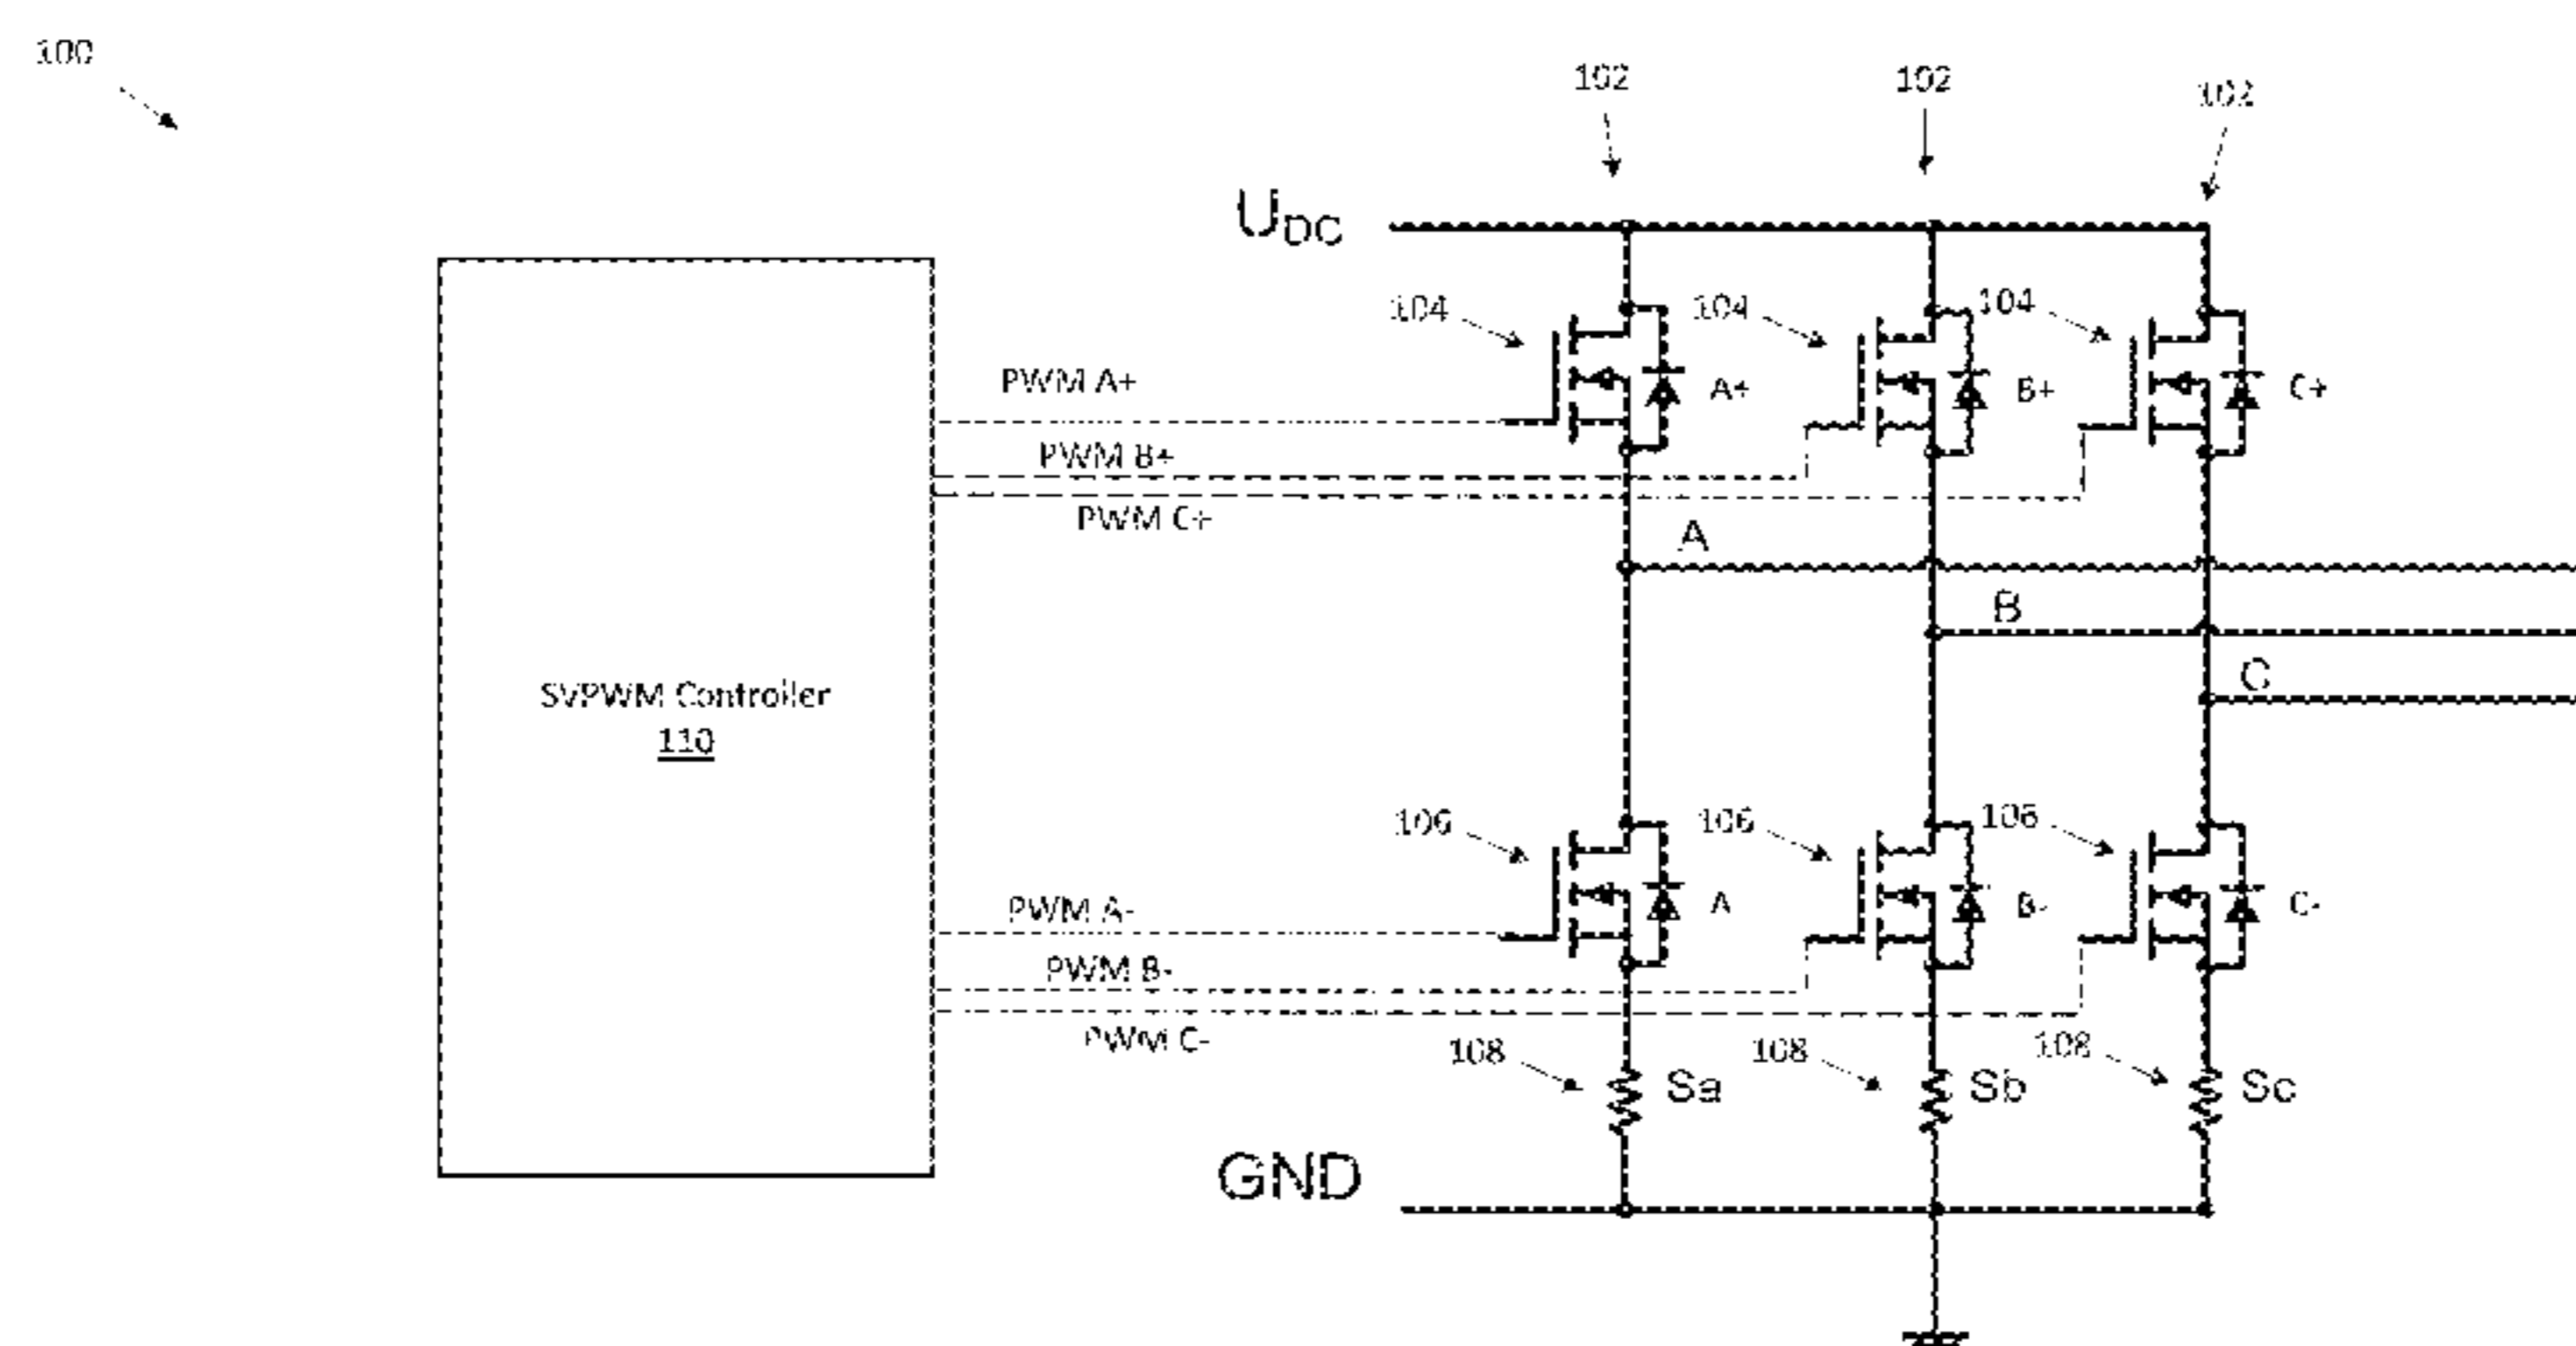 100
102
102
102
UDC
104
104
104
PWM A+
A+
B+
C+
PWM B+
PWM C+
A
B
SVPWM Controller
110
C
106
106
106
PWM A-
A
B-
C-
PWM B-
PWM C-
108
108
108
Sa
Sb
Sc
GND